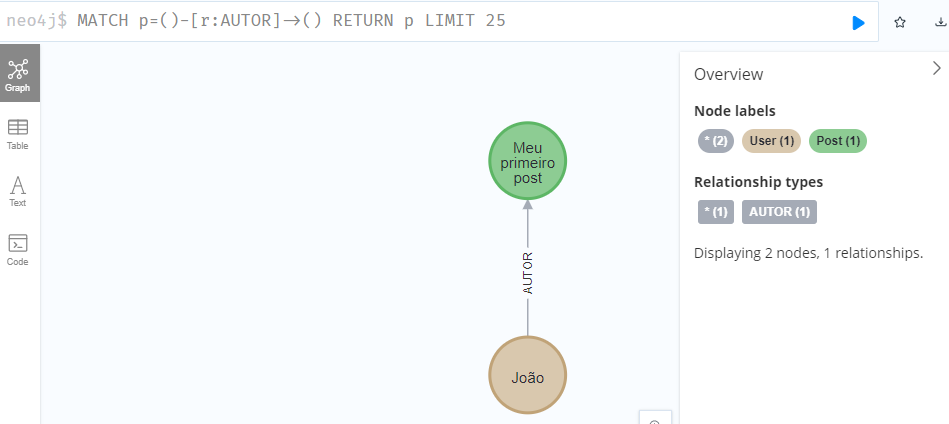 neo4j$ MATCH p=()-[r:AUTOR]->() RETURN p LIMIT 25
Graph
Table
Text
Code
Meu
primeiro
post
AUTOR
João
Overview
Node labels
* (2) User (1) Post (1)
Relationship types
* (1) AUTOR (1)
Displaying 2 nodes, 1 relationships.